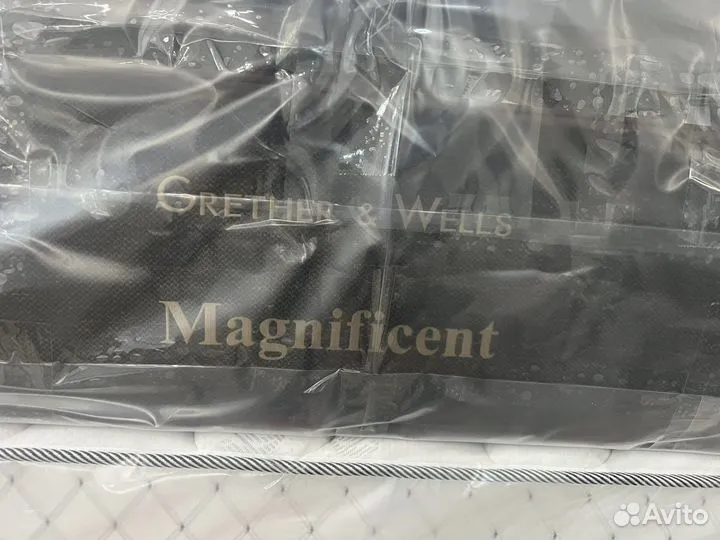 GRETHER & WELLS
Magnificent
Avito